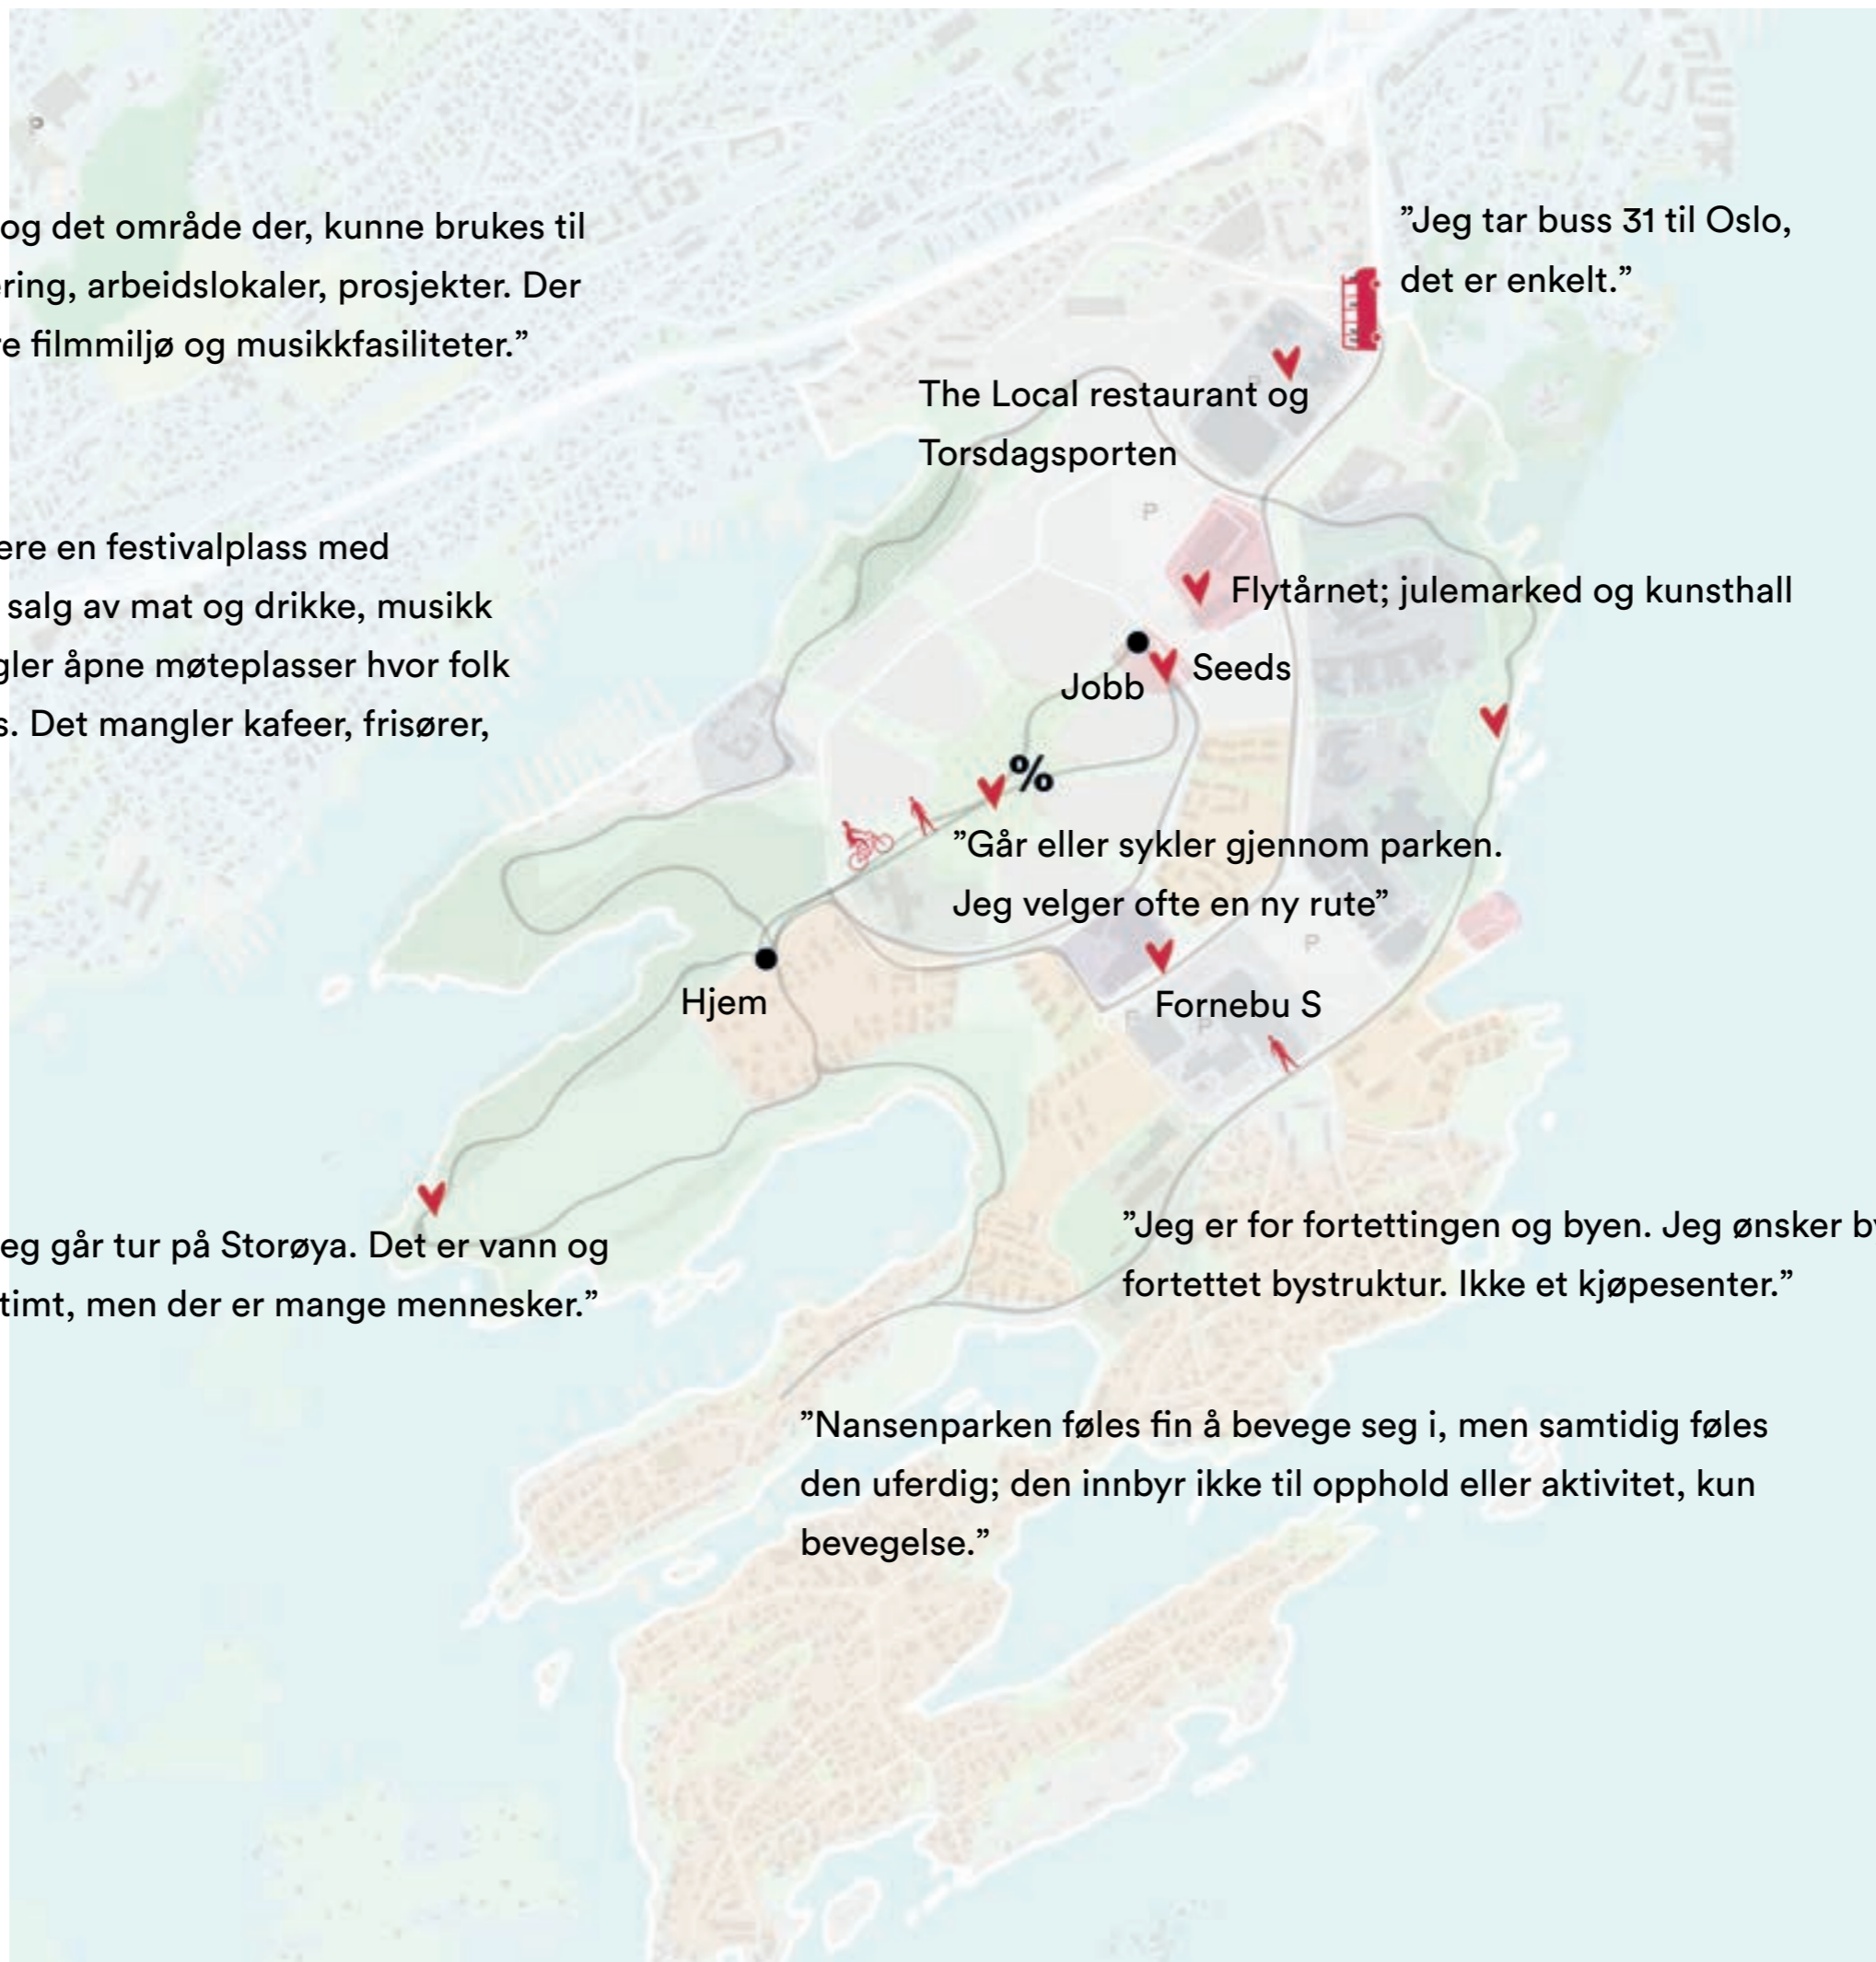 og det område der, kunne brukes til
ring, arbeidslokaler, prosjekter. Der
e filmmiljø og musikkfasiliteter.”
”Jeg tar buss 31 til Oslo,
det er enkelt.”
The Local restaurant og
Torsdagsporten
ere en festivalplass med
salg av mat og drikke, musikk
gler åpne møteplasser hvor folk
s. Det mangler kafeer, frisører,
P
Flytårnet; julemarked og kunsthall
Jobb
Seeds
%
”Går eller sykler gjennom parken.
Jeg velger ofte en ny rute”
P
Hjem
Fornebu S
P
eg går tur på Storøya. Det er vann og
timt, men der er mange mennesker.”
”Jeg er for fortettingen og byen. Jeg ønsker by
fortettet bystruktur. Ikke et kjøpesenter.”
”Nansenparken føles fin å bevege seg i, men samtidig føles
den uferdig; den innbyr ikke til opphold eller aktivitet, kun
bevegelse.”